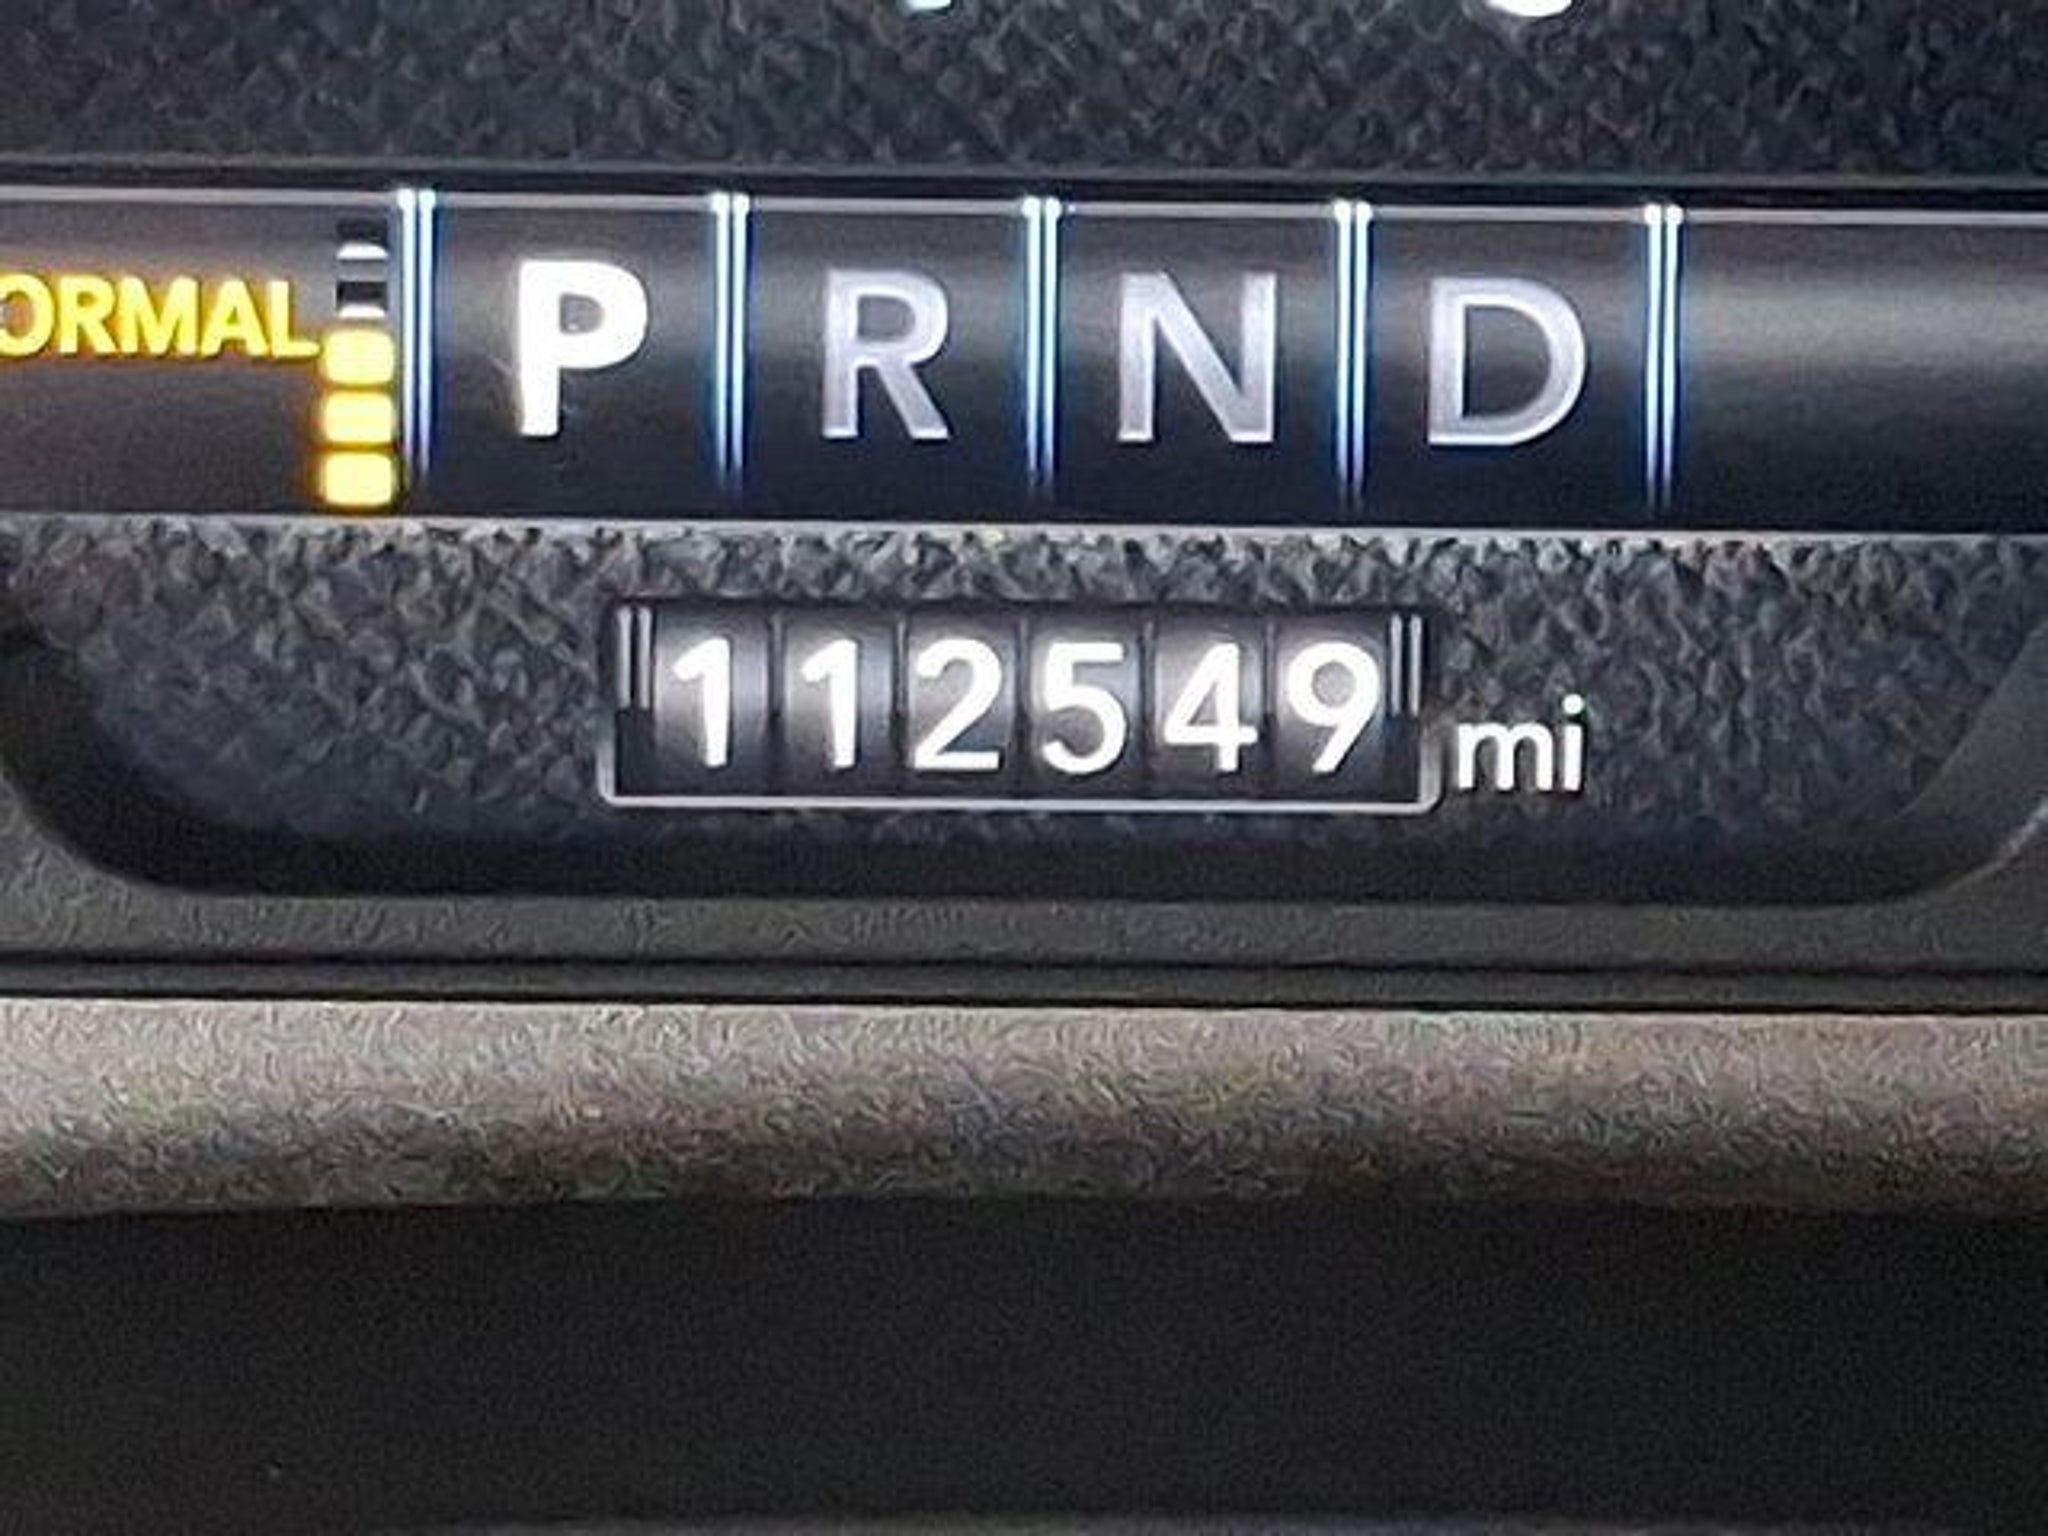 ORMAL P R N D
112549 mi